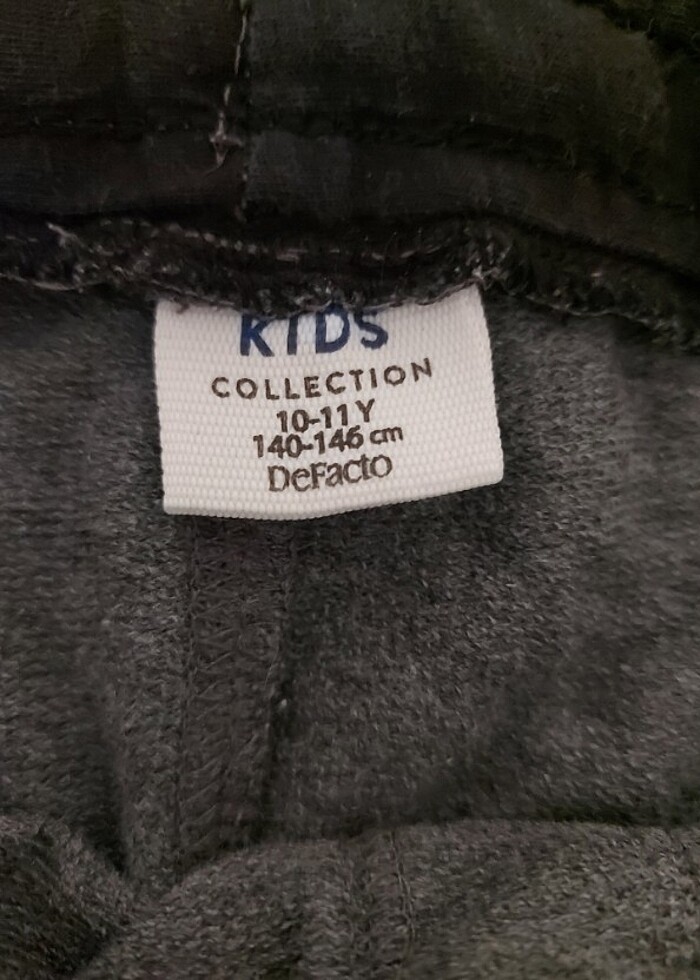 KIDS
COLLECTION
10-11 Y
140-146 cm
DeFacto